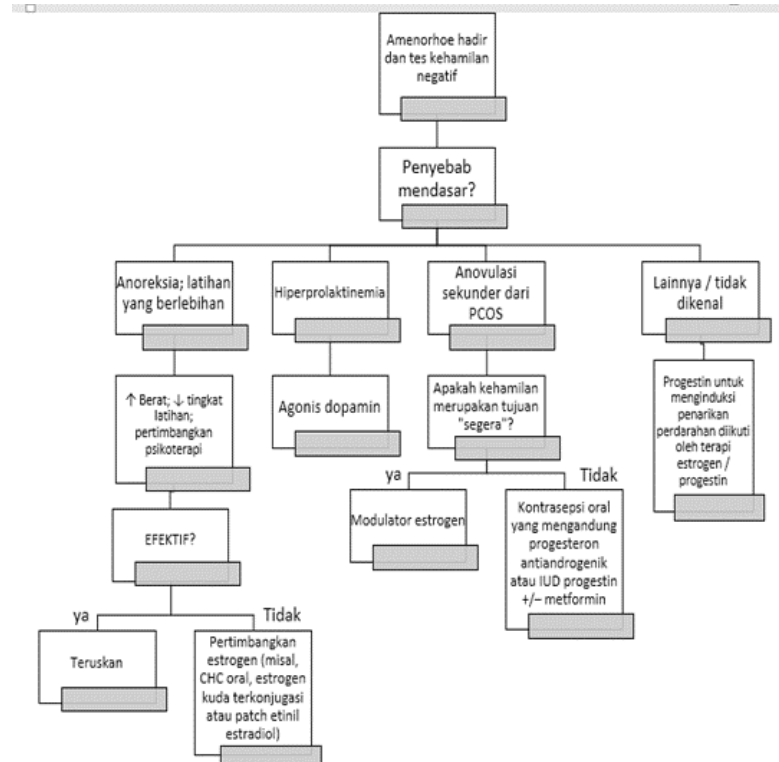 Amenorhoe hadir
dan tes kehamilan
negatif
Penyebab
mendasar?
Anoreksia; latihan
yang berlebihan
Hiperprolaktinemia
Anovulasi
sekunder dari
PCOS
Lainnya / tidak
dikenal
↑ Berat; ↓ tingkat
latihan;
pertimbangkan
psikoterapi
Agonis dopamin
Apakah kehamilan
merupakan tujuan
"segera"?
Progestin untuk
menginduksi
penarikan
perdarahan diikuti
oleh terapi
estrogen /
progestin
ya
Tidak
Modulator estrogen
Kontrasepsi oral
yang mengandung
progesteron
antiandrogenik
atau IUD progestin
+/– metformin
EFEKTIF?
ya
Tidak
Teruskan
Pertimbangkan
estrogen (misal,
CHC oral, estrogen
kuda terkonjugasi
atau patch etinil
estradiol)